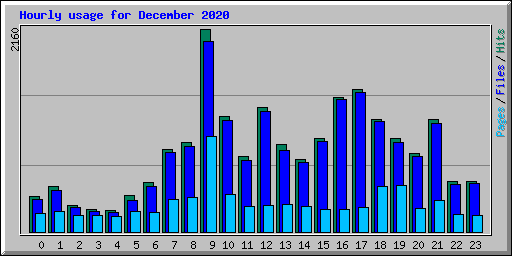 Hourly usage for December 2020
2160
Pages / Files / Hits
0 1 2 3 4 5 6 7 8 9 10 11 12 13 14 15 16 17 18 19 20 21 22 23